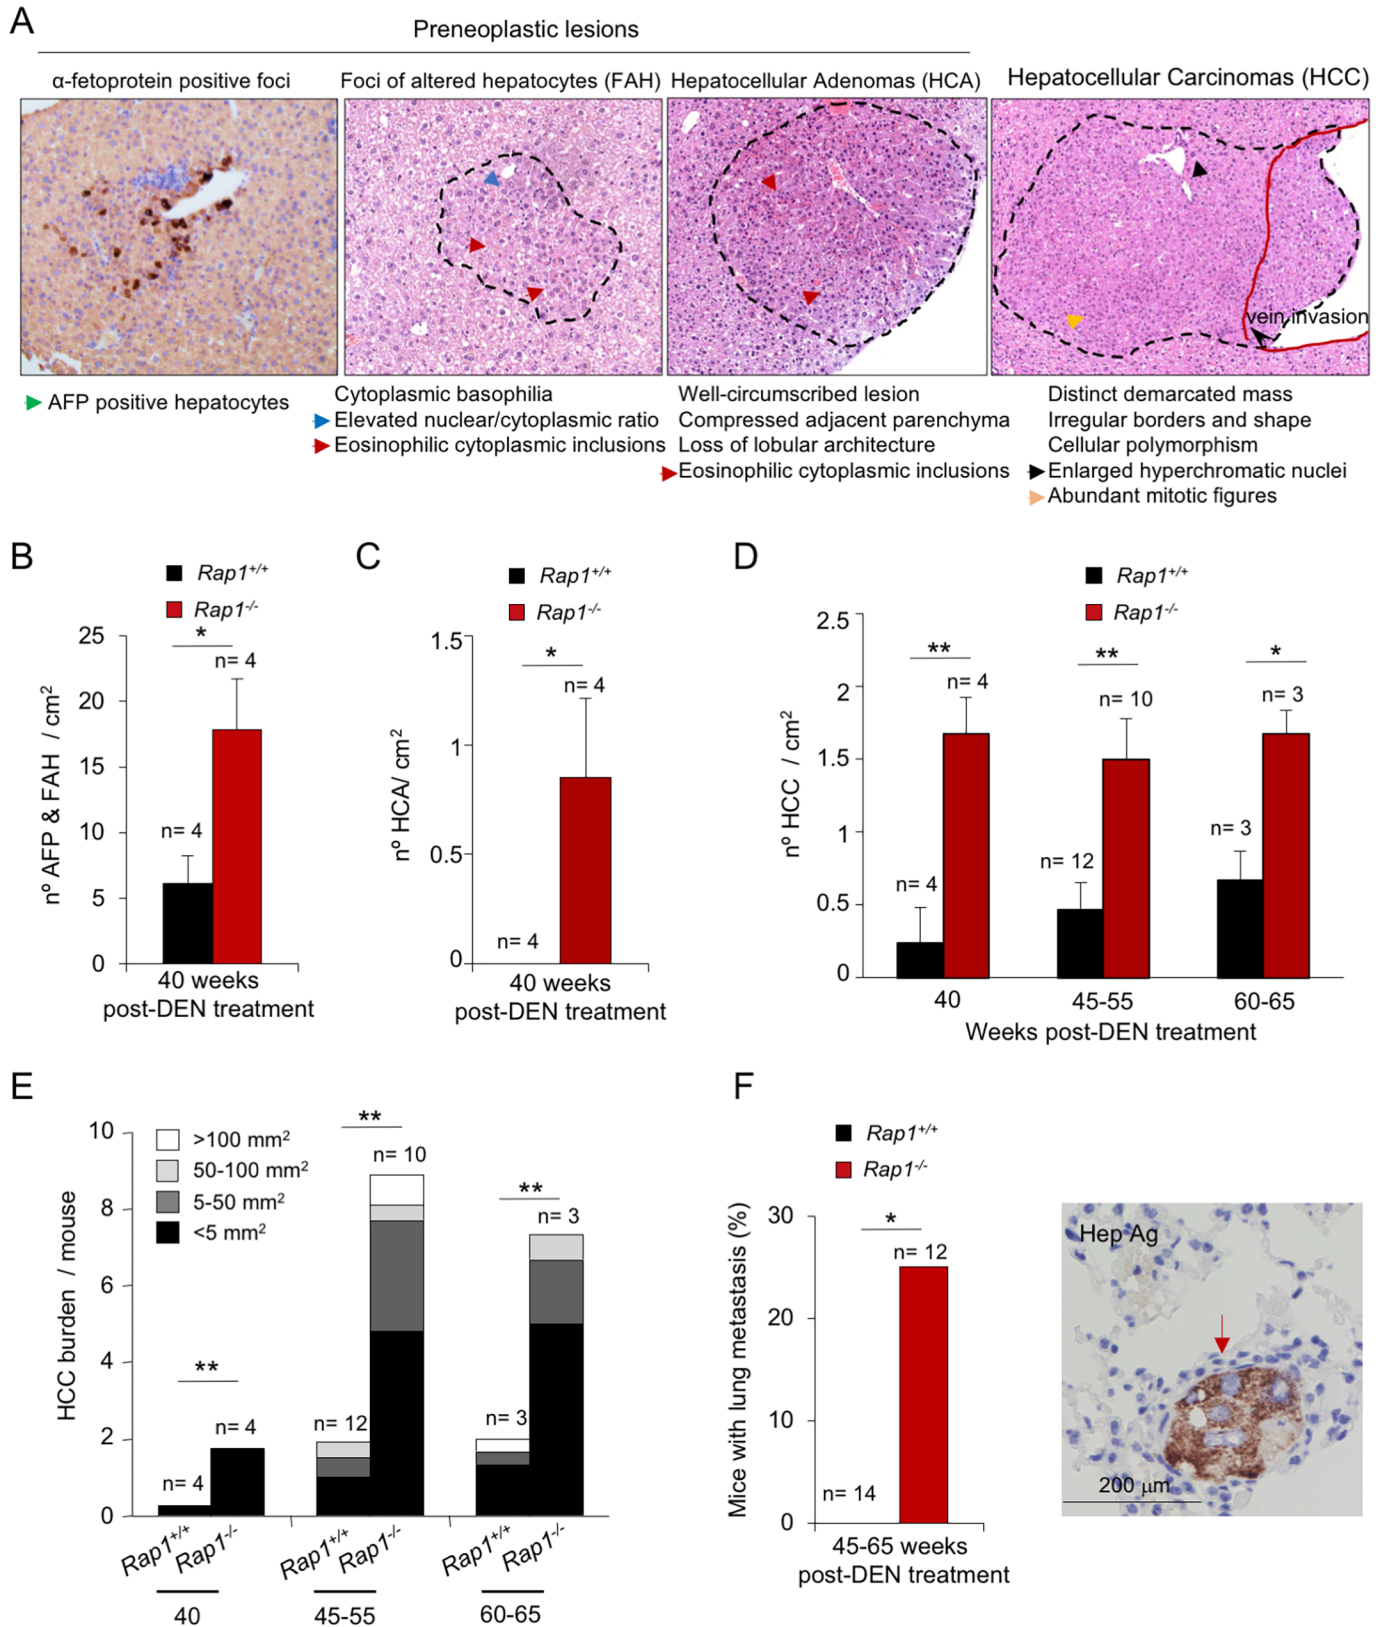 A
Preneoplastic lesions
α-fetoprotein positive foci
Foci of altered hepatocytes (FAH)
Hepatocellular Adenomas (HCA)
Hepatocellular Carcinomas (HCC)
vein invasion
AFP positive hepatocytes
Cytoplasmic basophilia
Elevated nuclear/cytoplasmic ratio
Eosinophilic cytoplasmic inclusions
Well-circumscribed lesion
Compressed adjacent parenchyma
Loss of lobular architecture
Eosinophilic cytoplasmic inclusions
Distinct demarcated mass
Irregular borders and shape
Cellular polymorphism
Enlarged hyperchromatic nuclei
Abundant mitotic figures
B
Rap1+/+
Rap1-/-
nº AFP & FAH / cm²
25
20
15
10
5
0
*
n= 4
n= 4
40 weeks
post-DEN treatment
C
Rap1+/+
Rap1-/-
nº HCA/ cm²
1.5
1
0.5
0
*
n= 4
n= 4
40 weeks
post-DEN treatment
D
Rap1+/+
Rap1-/-
nº HCC / cm²
2.5
2
1.5
1
0.5
0
**
**
*
n= 4
n= 4
n= 12
n= 10
n= 3
n= 3
40
45-55
60-65
Weeks post-DEN treatment
E
HCC burden / mouse
10
8
6
4
2
0
>100 mm²
50-100 mm²
5-50 mm²
<5 mm²
**
n= 4
n= 4
**
n= 12
n= 10
**
n= 3
n= 3
Rap1+/+
Rap1-/-
Rap1+/+
Rap1-/-
Rap1+/+
Rap1-/-
40
45-55
60-65
F
Rap1+/+
Rap1-/-
Mice with lung metastasis (%)
30
20
10
0
*
n= 14
n= 12
45-65 weeks
post-DEN treatment
Hep Ag
200 µm